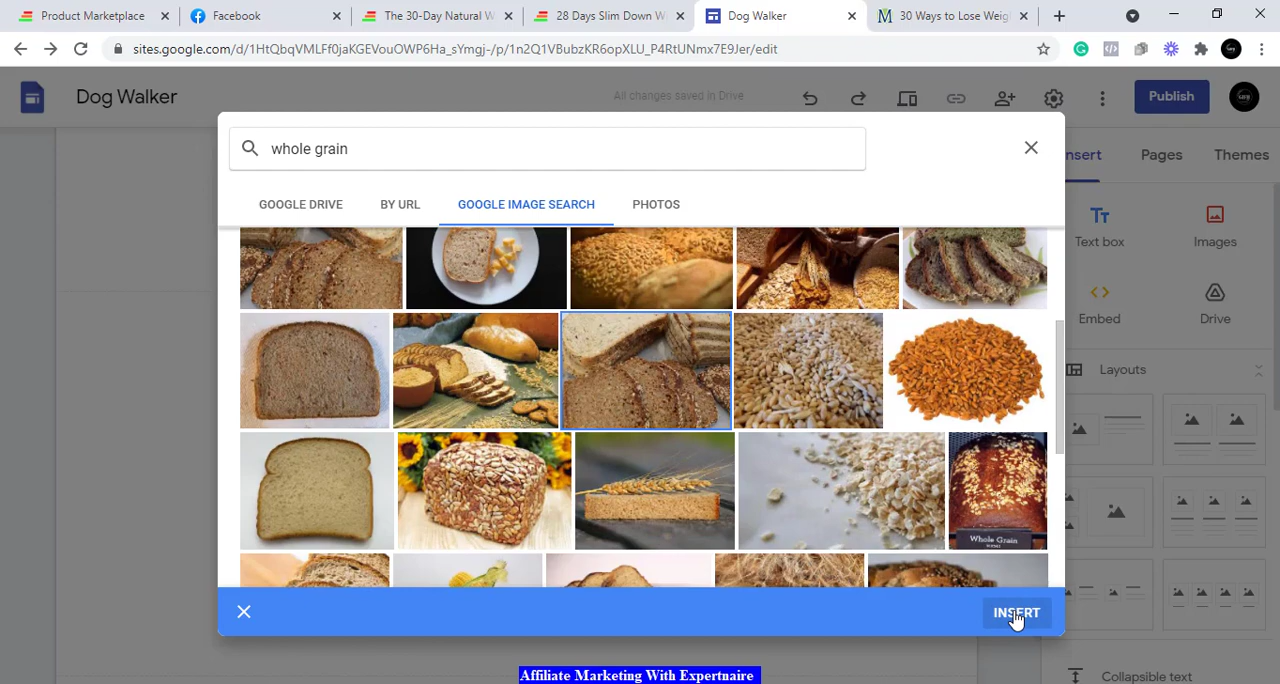 Product Marketplace
Facebook
The 30-Day Natural W
28 Days Slim Down W
Dog Walker
30 Ways to Lose Weig
sites.google.com/d/1HtQbqVMLFf0jaKGEVouOWP6Ha_sYmgj-/p/1n2Q1VBubzKR6opXLU_P4RtUNmx7E9Jer/edit
Dog Walker
All changes saved in Drive
Publish
whole grain
nsert
Pages
Themes
GOOGLE DRIVE
BY URL
GOOGLE IMAGE SEARCH
PHOTOS
Text box
Images
Embed
Drive
Layouts
Whole Grain
INSERT
Collapsible text
Affiliate Marketing With Expertnaire